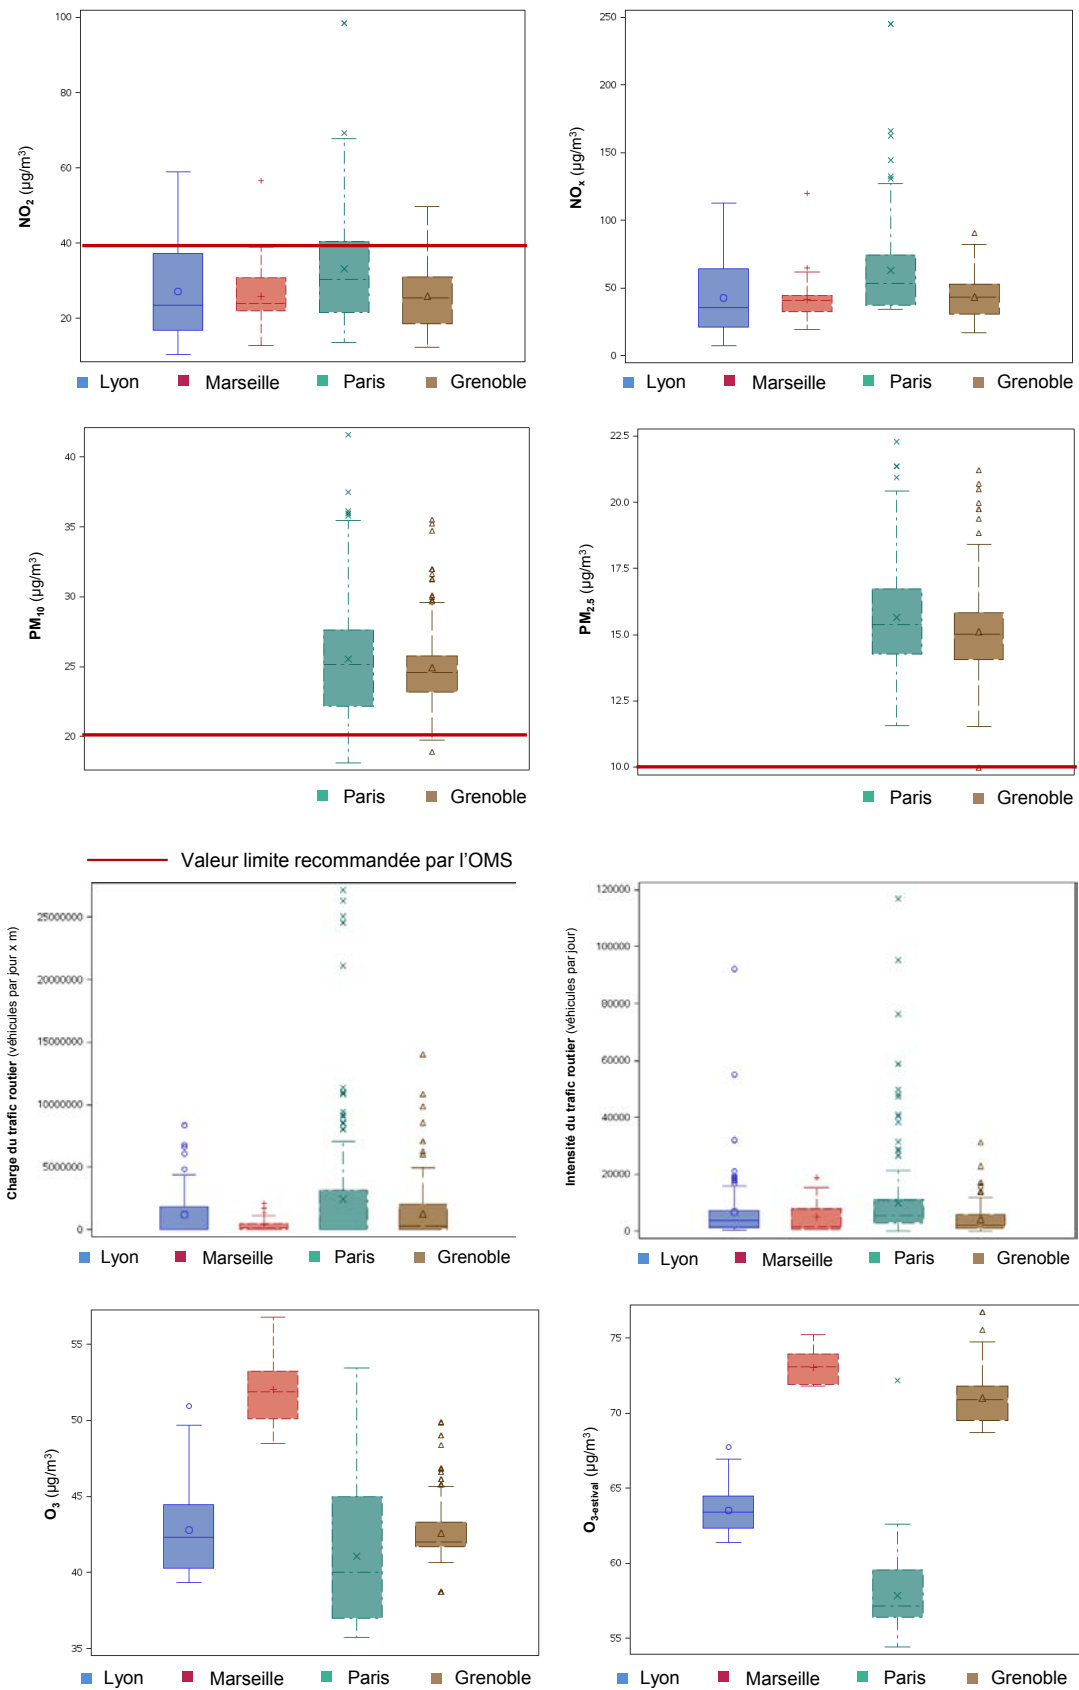 100
80
60
40
20
NO2 (µg/m³)
Lyon Marseille Paris Grenoble
250
200
150
100
50
0
NOx (µg/m³)
Lyon Marseille Paris Grenoble
40
35
30
25
20
PM10 (µg/m³)
Paris Grenoble
22.5
20.0
17.5
15.0
12.5
10.0
PM2.5 (µg/m³)
Paris Grenoble
Valeur limite recommandée par l'OMS
25000000
20000000
15000000
10000000
5000000
0
Charge du trafic routier (véhicules par jour x m)
Lyon Marseille Paris Grenoble
120000
100000
80000
60000
40000
20000
0
Intensité du trafic routier (véhicules par jour)
Lyon Marseille Paris Grenoble
55
50
45
40
35
O3 (µg/m³)
Lyon Marseille Paris Grenoble
75
70
65
60
55
O3-estival (µg/m³)
Lyon Marseille Paris Grenoble